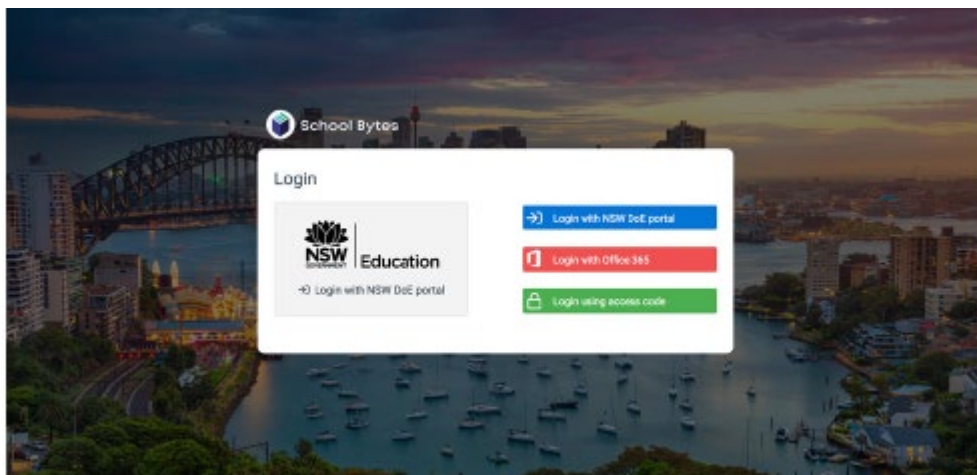 School Bytes
Login
NSW
GOVERNMENT
Education
Login with NSW DoE portal
Login with NSW DoE portal
Login with Office 365
Login using access code